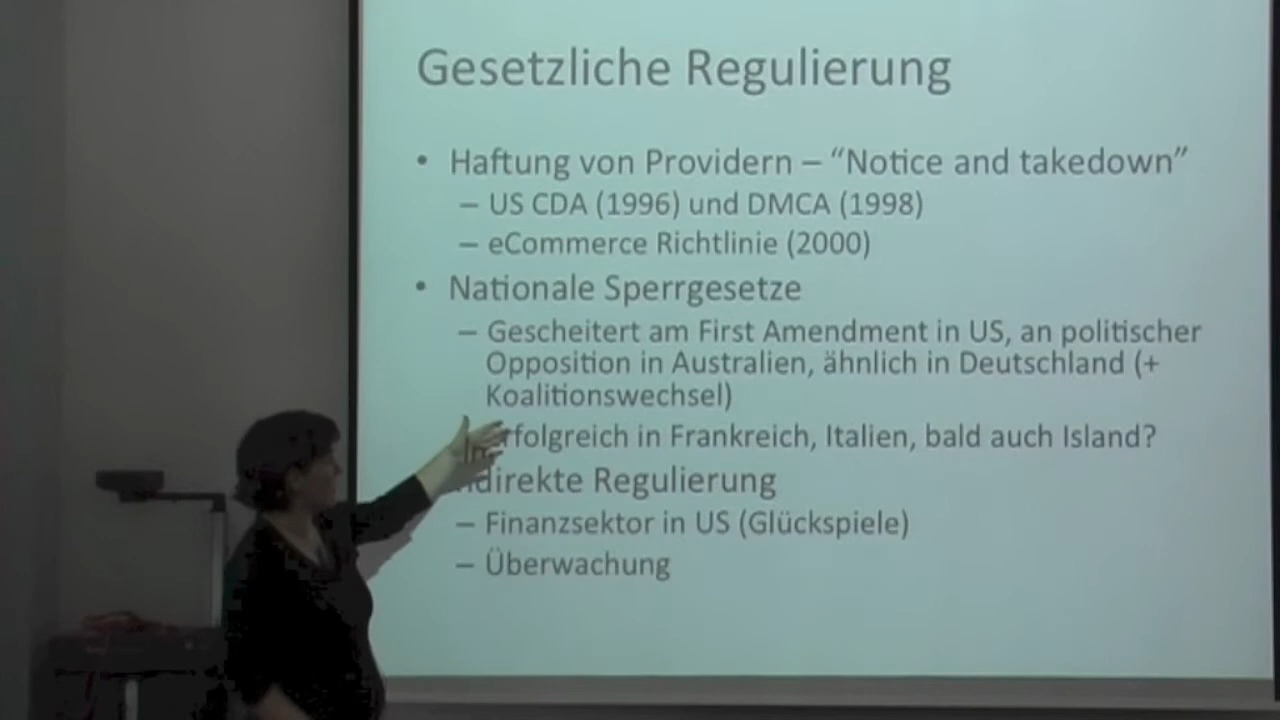 Gesetzliche Regulierung
• Haftung von Providern – “Notice and takedown”
– US CDA (1996) und DMCA (1998)
– eCommerce Richtlinie (2000)
• Nationale Sperrgesetze
– Gescheitert am First Amendment in US, an politischer
Opposition in Australien, ähnlich in Deutschland (+
Koalitionswechsel)
rfolgreich in Frankreich, Italien, bald auch Island?
direkte Regulierung
– Finanzsektor in US (Glückspiele)
– Überwachung